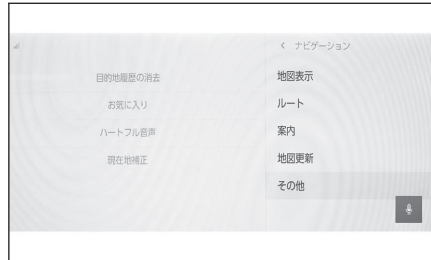 目的地履歴の消去
お気に入り
ハートフル音声
現在地補正
< ナビゲーション
地図表示
ルート
案内
地図更新
その他